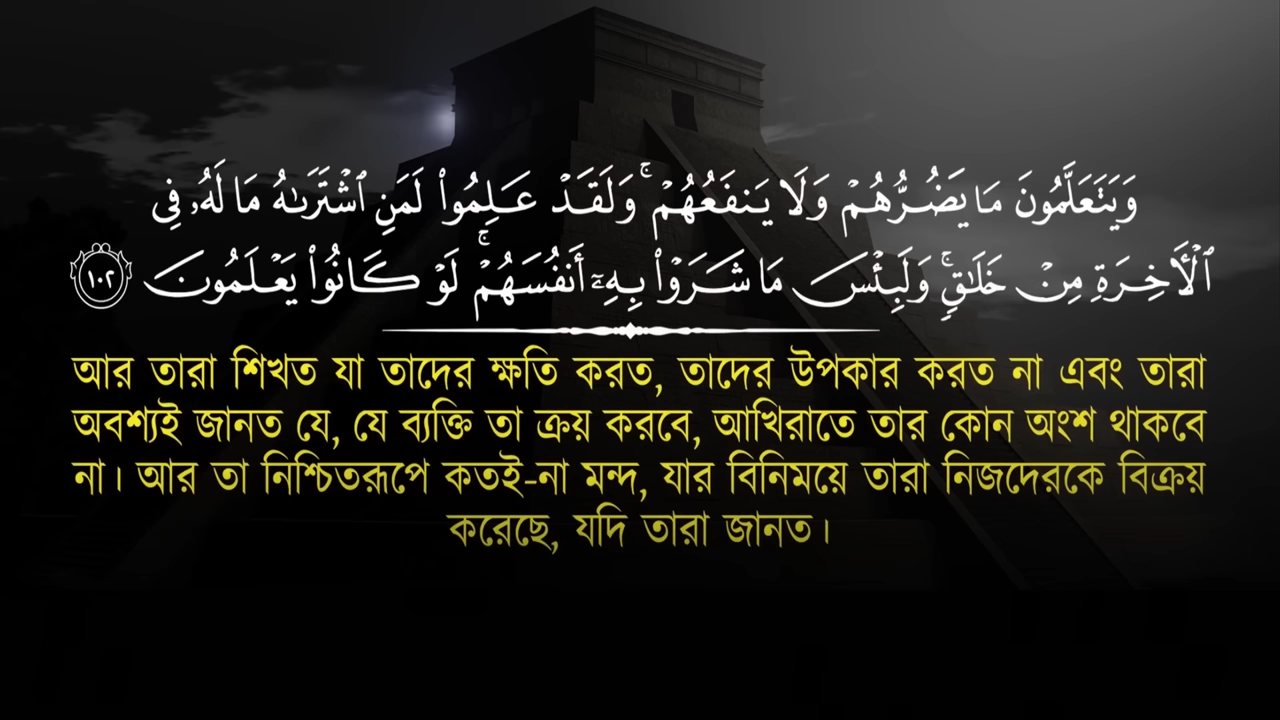 وَيَتَعَلَّمُونَ مَا يَضُرُّهُمْ وَلَا يَنفَعُهُمْ ۚ وَلَقَدْ عَلِمُوا۟ لَمَنِ ٱشْتَرَىٰهُ مَا لَهُۥ فِى
ٱلْـَٔاخِرَةِ مِنْ خَلَـٰقٍ ۚ وَلَبِئْسَ مَا شَرَوْا۟ بِهِۦٓ أَنفُسَهُمْ ۚ لَوْ كَانُوا۟ يَعْلَمُونَ ١٠٢
আর তারা শিখত যা তাদের ক্ষতি করত, তাদের উপকার করত না এবং তারা
অবশ্যই জানত যে, যে ব্যক্তি তা ক্রয় করবে, আখিরাতে তার কোন অংশ থাকবে
না। আর তা নিশ্চিতরূপে কতই-না মন্দ, যার বিনিময়ে তারা নিজদেরকে বিক্রয়
করেছে, যদি তারা জানত।